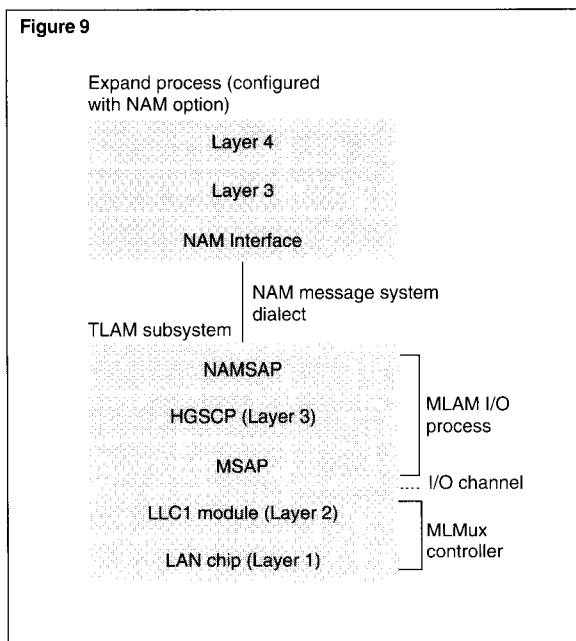 Figure 9
Expand process (configured
with NAM option)
Layer 4
Layer 3
NAM Interface
NAM message system
dialect
TLAM subsystem
NAMSAP
HGSCP (Layer 3)
MSAP
LLC1 module (Layer 2)
LAN chip (Layer 1)
MLAM I/O
process
I/O channel
MLMux
controller